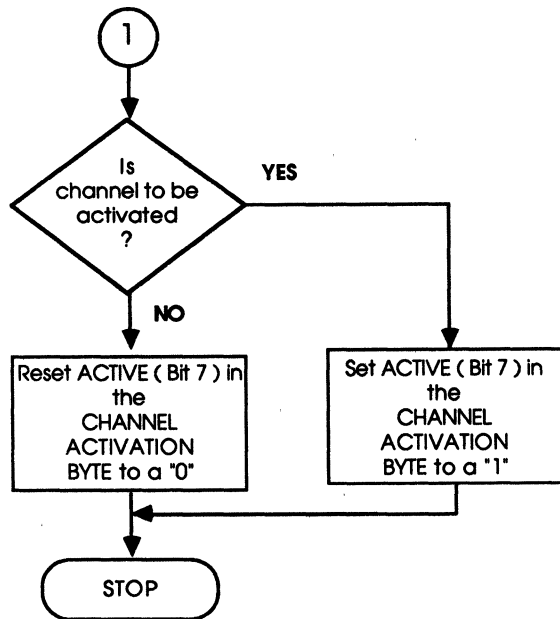 1
Is
channel to be
activated
?
YES
NO
Reset ACTIVE ( Bit 7 ) in
the
CHANNEL
ACTIVATION
BYTE to a "0"
Set ACTIVE ( Bit 7 ) in
the
CHANNEL
ACTIVATION
BYTE to a "1"
STOP